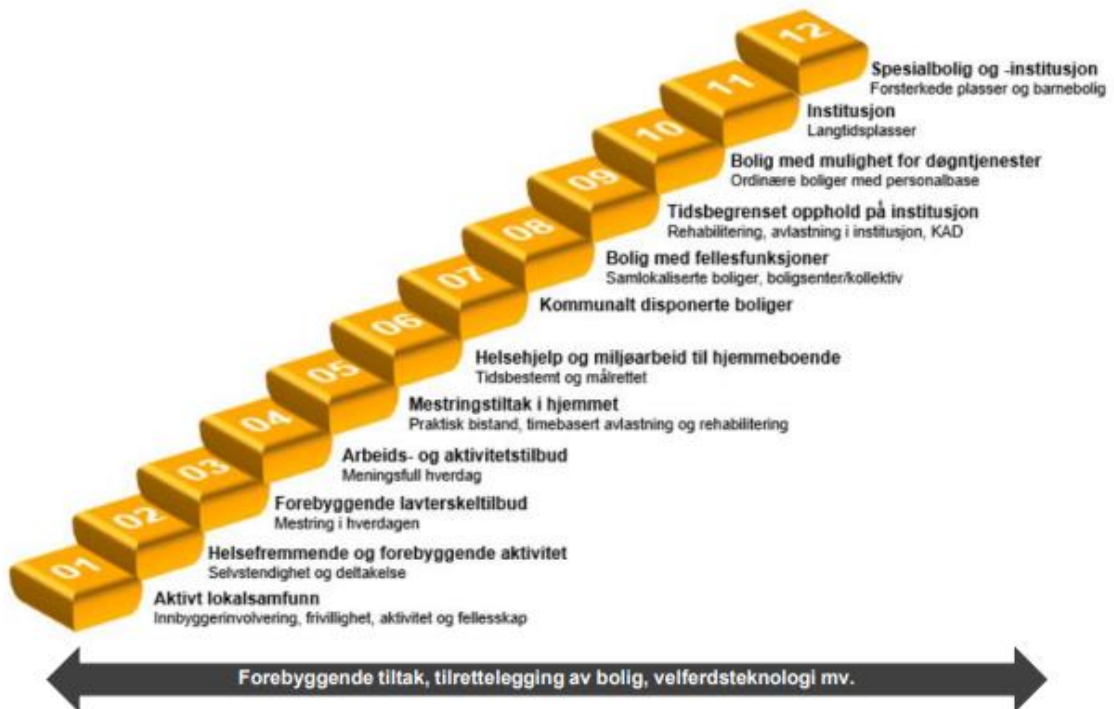 12
Spesialbolig og -institusjon
Forsterkede plasser og barnebolig
11
Institusjon
Langtidsplasser
10
Bolig med mulighet for døgntjenester
Ordinære boliger med personalbase
09
Tidsbegrenset opphold på institusjon
Rehabilitering, avlastning i institusjon, KAD
08
Bolig med fellesfunksjoner
Samlokaliserte boliger, boligsenter/kollektiv
07
Kommunalt disponerte boliger
06
Helsehjelp og miljøarbeid til hjemmeboende
Tidsbestemt og målrettet
05
Mestringstiltak i hjemmet
Praktisk bistand, timebasert avlastning og rehabilitering
04
Arbeids- og aktivitetstilbud
Meningsfull hverdag
03
Forebyggende lavterskeltilbud
Mestring i hverdagen
02
Helsefremmende og forebyggende aktivitet
Selvstendighet og deltakelse
01
Aktivt lokalsamfunn
Innbyggerinvolvering, frivillighet, aktivitet og fellesskap
Forebyggende tiltak, tilrettelegging av bolig, velferdsteknologi mv.